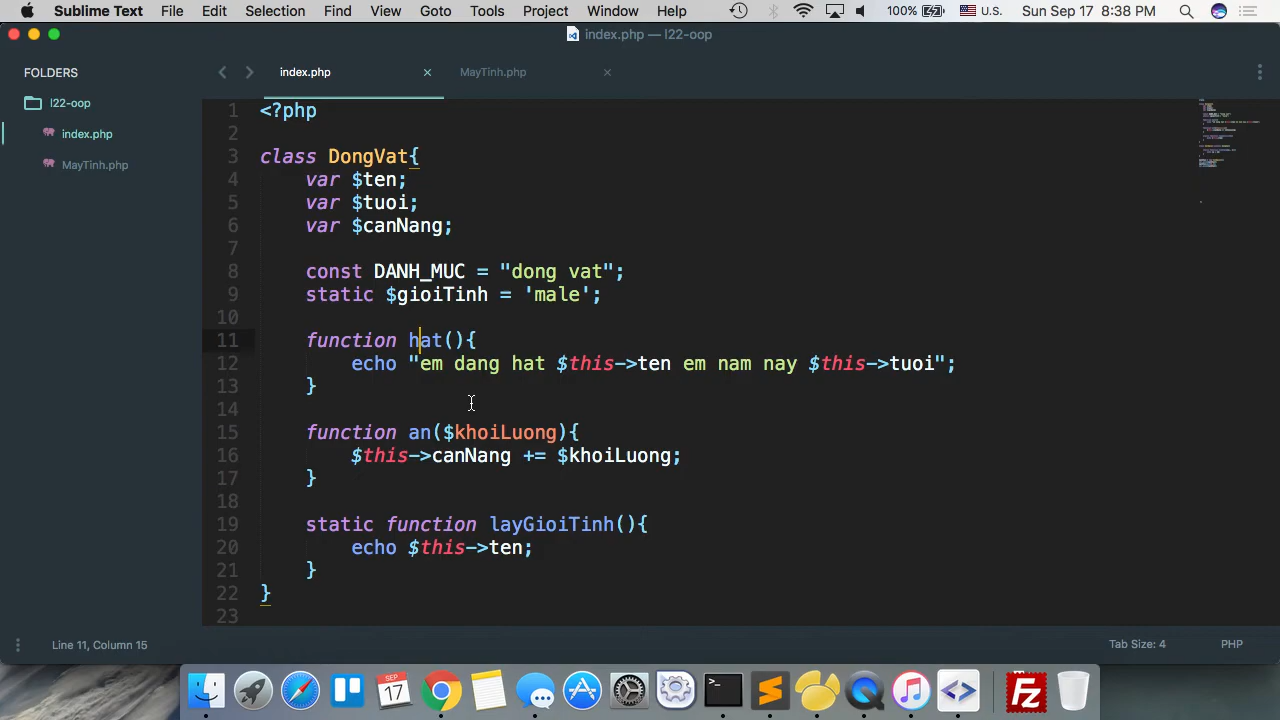 Sublime Text File Edit Selection Find View Goto Tools Project Window Help 100% U.S. Sun Sep 17 8:38 PM
index.php — l22-oop
FOLDERS
l22-oop
index.php
MayTinh.php
index.php × MayTinh.php ×
1 <?php
2
3 class DongVat{
4 var $ten;
5 var $tuoi;
6 var $canNang;
7
8 const DANH_MUC = "dong vat";
9 static $gioiTinh = 'male';
10
11 function hat(){
12 echo "em dang hat $this->ten em nam nay $this->tuoi";
13 }
14
15 function an($khoiLuong){
16 $this->canNang += $khoiLuong;
17 }
18
19 static function layGioiTinh(){
20 echo $this->ten;
21 }
22 }
23
Line 11, Column 15 Tab Size: 4 PHP
SEP
17
>_
Fz